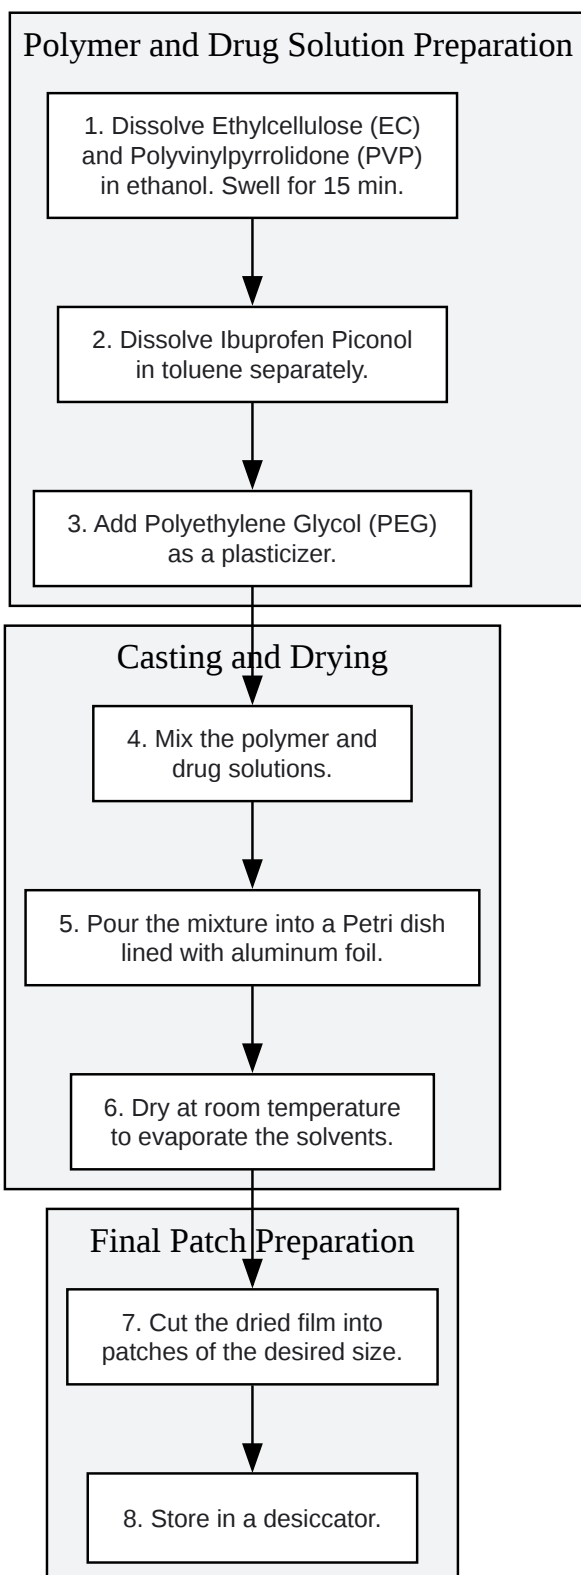 Polymer and Drug Solution Preparation
1. Dissolve Ethylcellulose (EC)
and Polyvinylpyrrolidone (PVP)
in ethanol. Swell for 15 min.
2. Dissolve Ibuprofen Piconol
in toluene separately.
3. Add Polyethylene Glycol (PEG)
as a plasticizer.
Casting and Drying
4. Mix the polymer and
drug solutions.
5. Pour the mixture into a Petri dish
lined with aluminum foil.
6. Dry at room temperature
to evaporate the solvents.
Final Patch Preparation
7. Cut the dried film into
patches of the desired size.
8. Store in a desiccator.